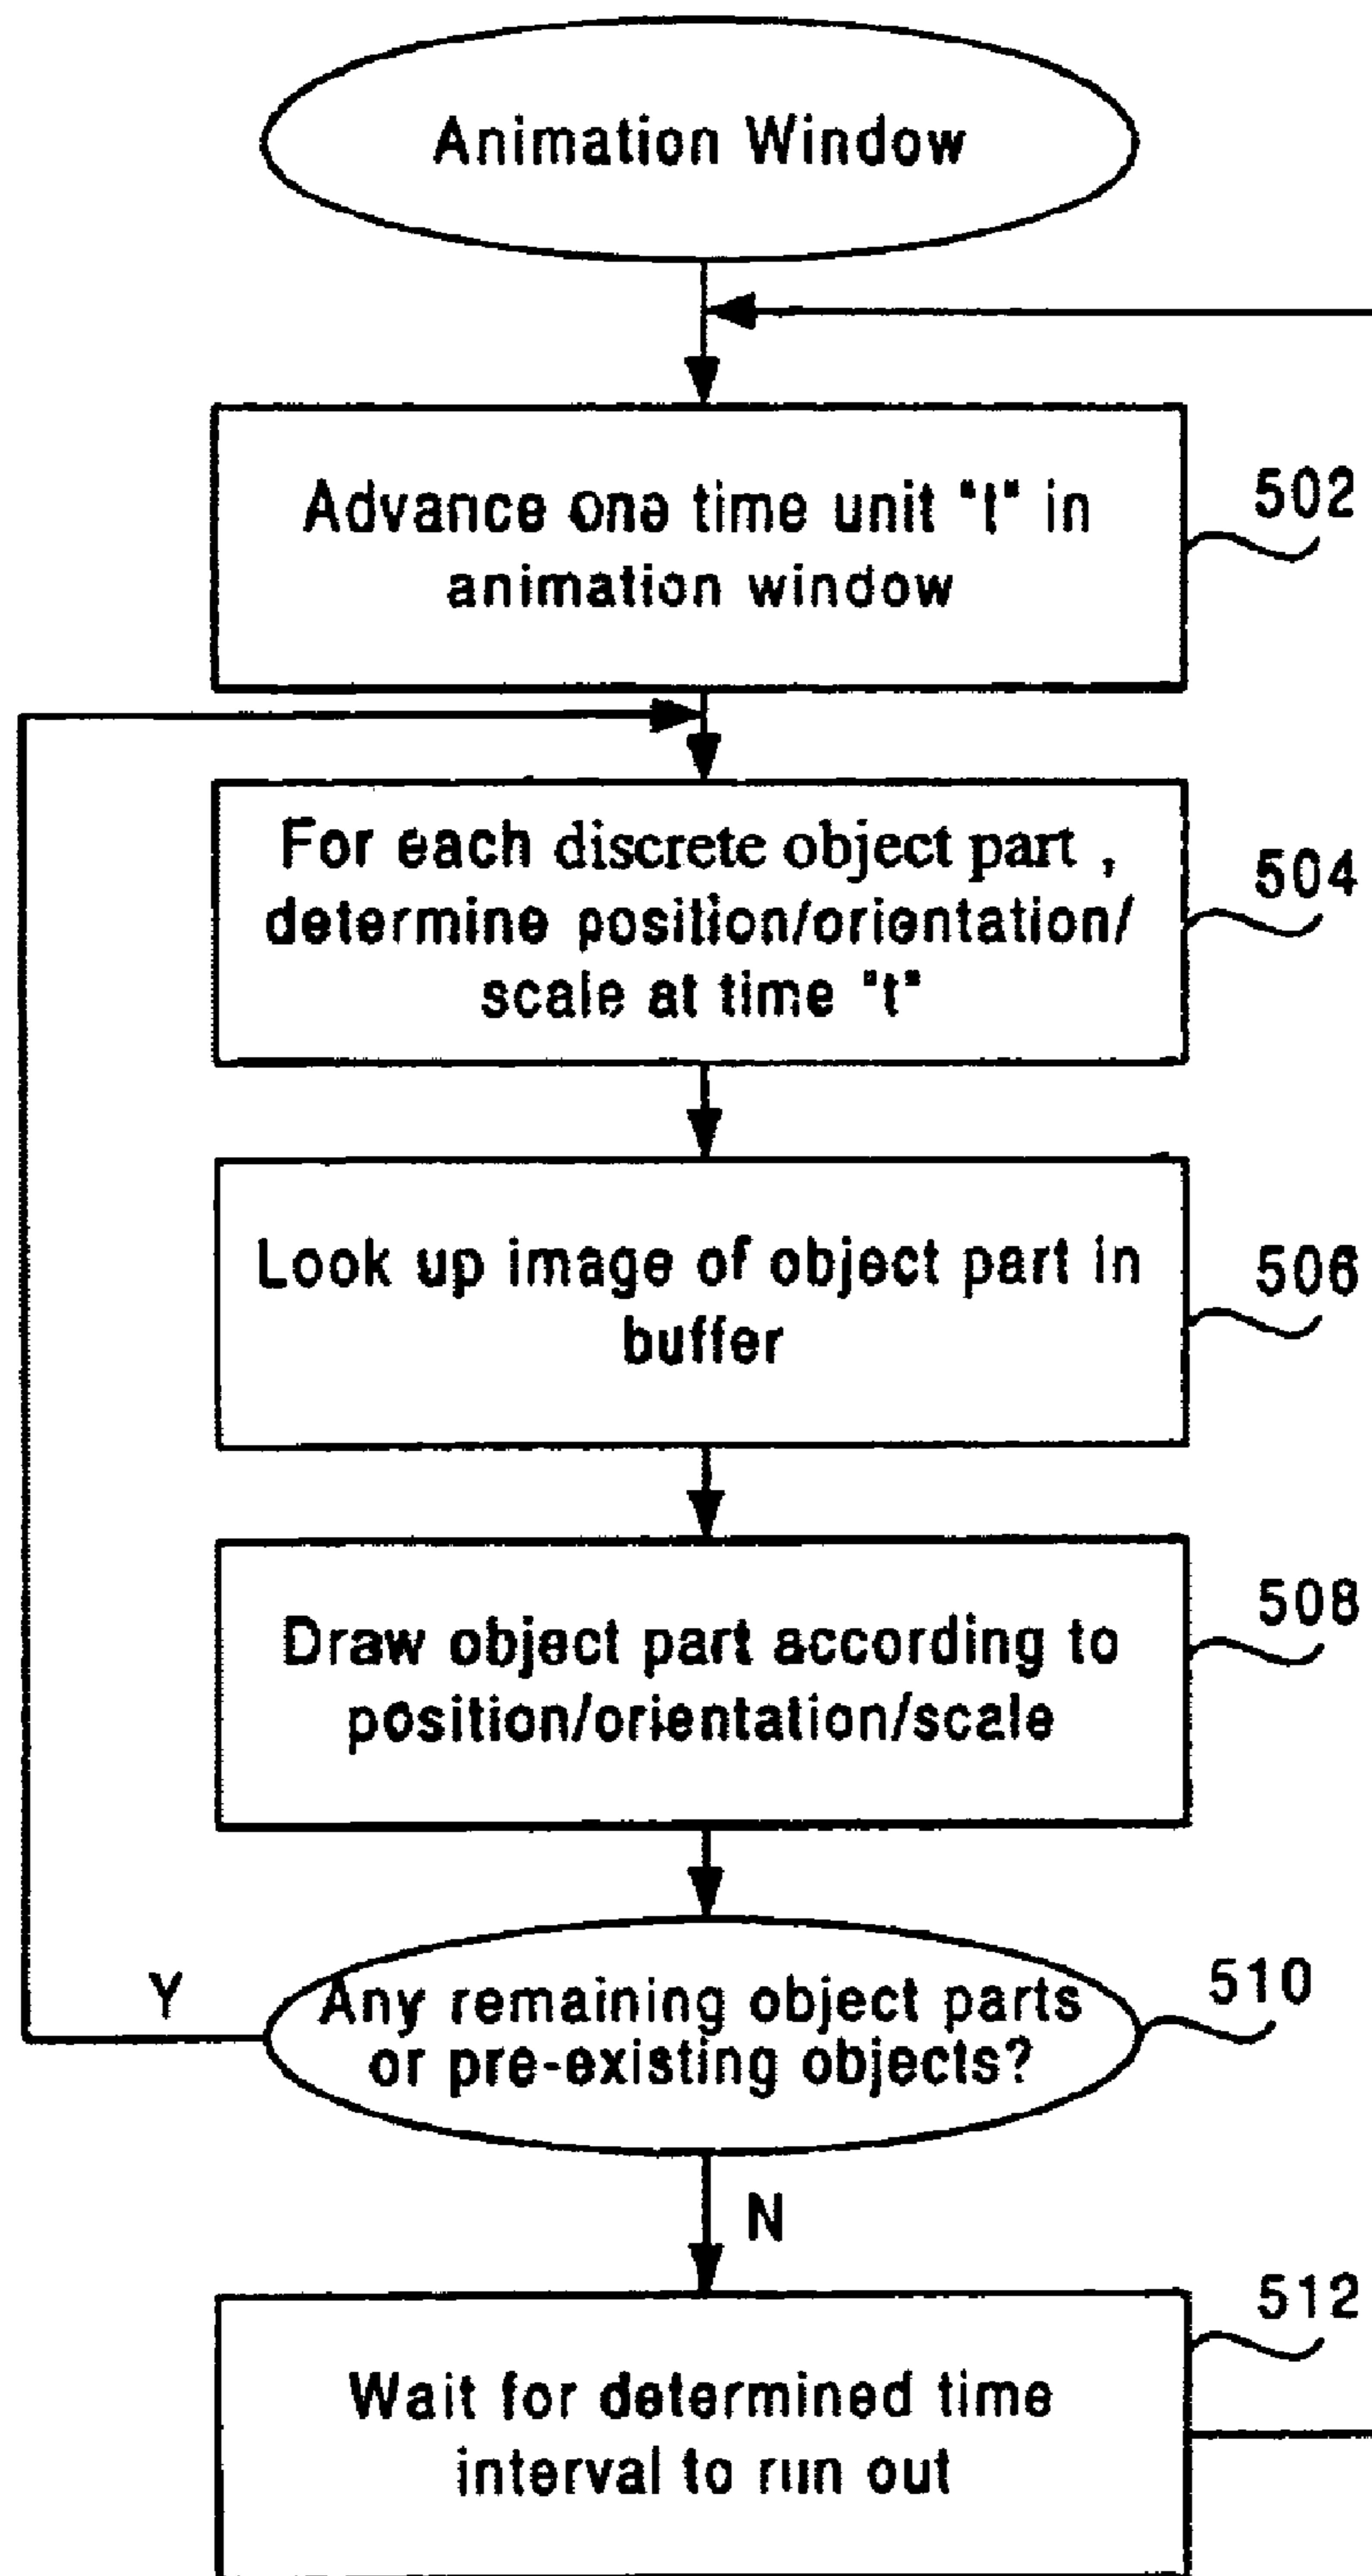 Animation Window
Advance one time unit "t" in
animation window
502
For each discrete object part ,
determine position/orientation/
scale at time "t"
504
Look up image of object part in
buffer
506
Draw object part according to
position/orientation/scale
508
Any remaining object parts
or pre-existing objects?
510
Y
N
Wait for determined time
interval to run out
512